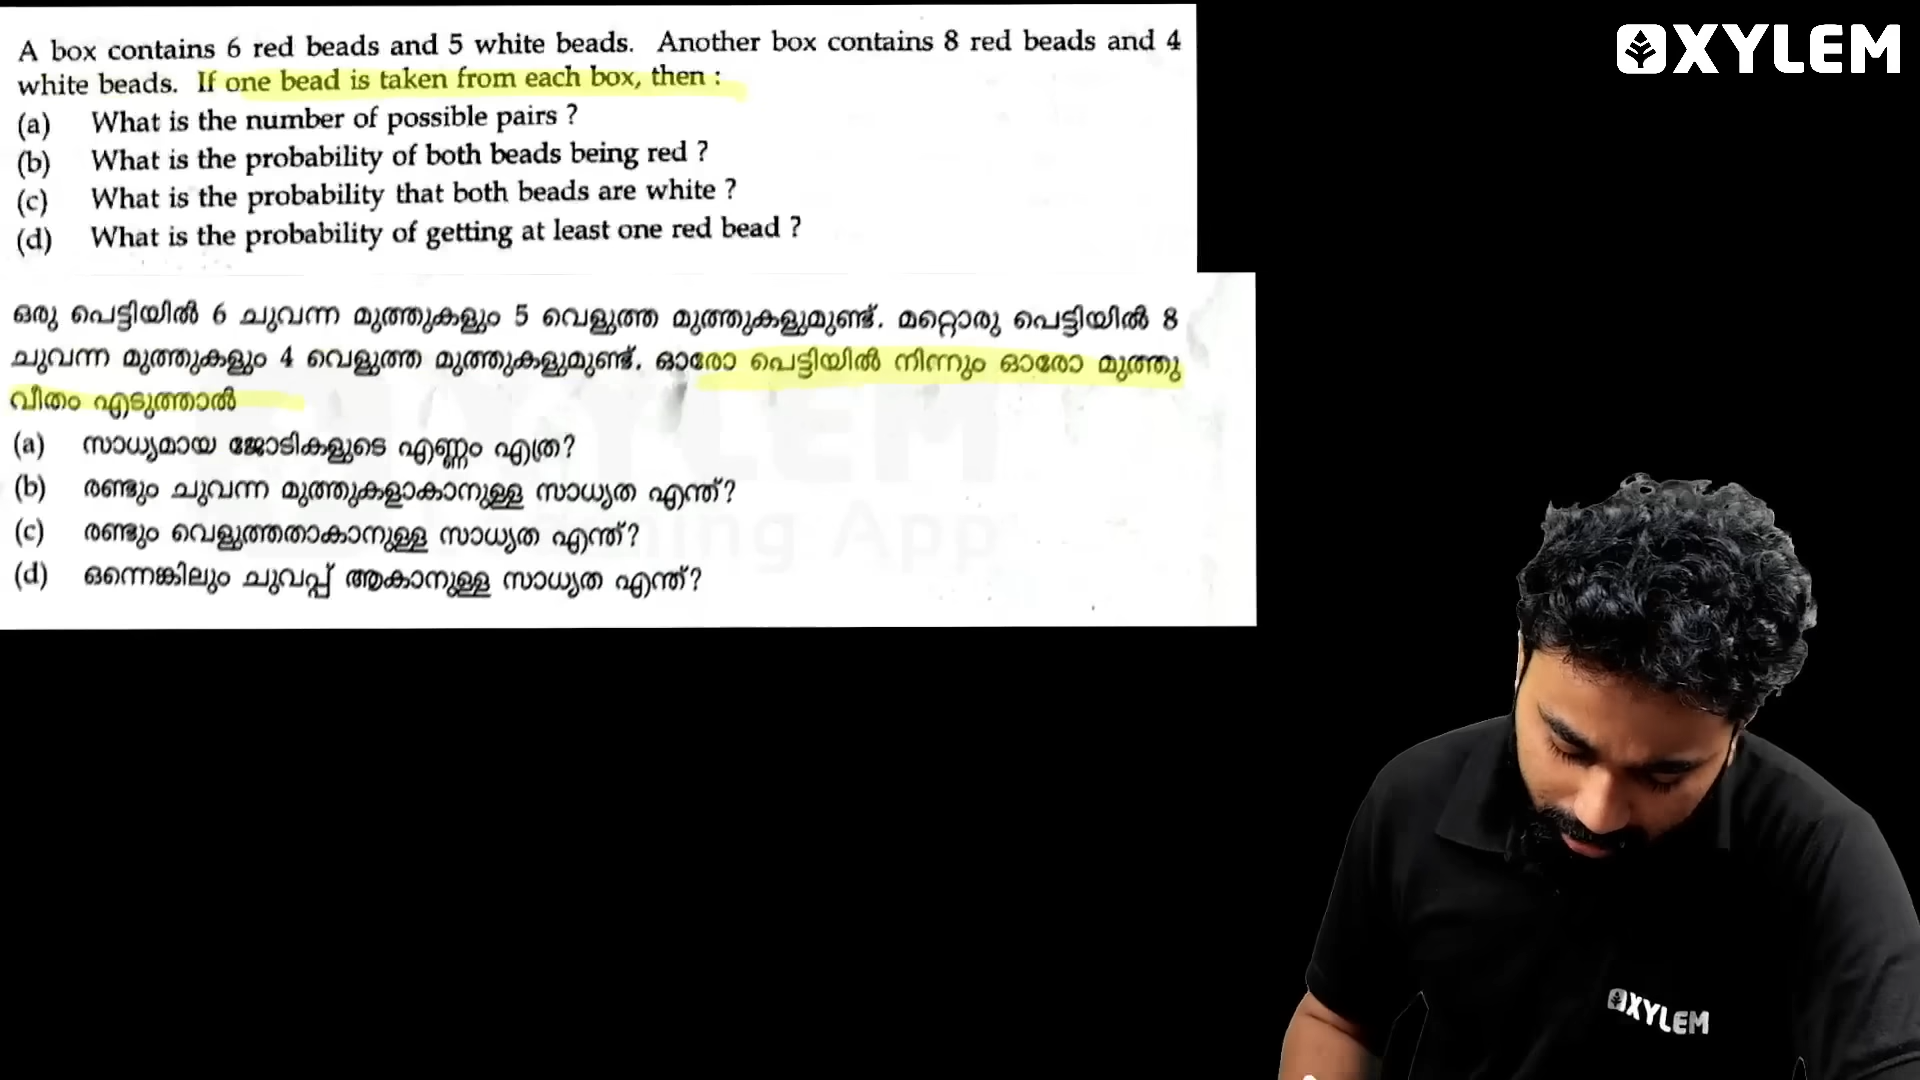 XYLEM
A box contains 6 red beads and 5 white beads. Another box contains 8 red beads and 4
white beads. If one bead is taken from each box, then :
(a) What is the number of possible pairs ?
(b) What is the probability of both beads being red ?
(c) What is the probability that both beads are white ?
(d) What is the probability of getting at least one red bead ?
ഒരു പെട്ടിയിൽ 6 ചുവന്ന മുത്തുകളും 5 വെളുത്ത മുത്തുകളുമുണ്ട്. മറ്റൊരു പെട്ടിയിൽ 8
ചുവന്ന മുത്തുകളും 4 വെളുത്ത മുത്തുകളുമുണ്ട്. ഓരോ പെട്ടിയിൽ നിന്നും ഓരോ മുത്തു
വീതം എടുത്താൽ
(a) സാധ്യമായ ജോടികളുടെ എണ്ണം എത്ര?
(b) രണ്ടും ചുവന്ന മുത്തുകളാകാനുള്ള സാധ്യത എന്ത്?
(c) രണ്ടും വെളുത്തതാകാനുള്ള സാധ്യത എന്ത്?
(d) ഒന്നെങ്കിലും ചുവപ്പ് ആകാനുള്ള സാധ്യത എന്ത്?
XYLEM